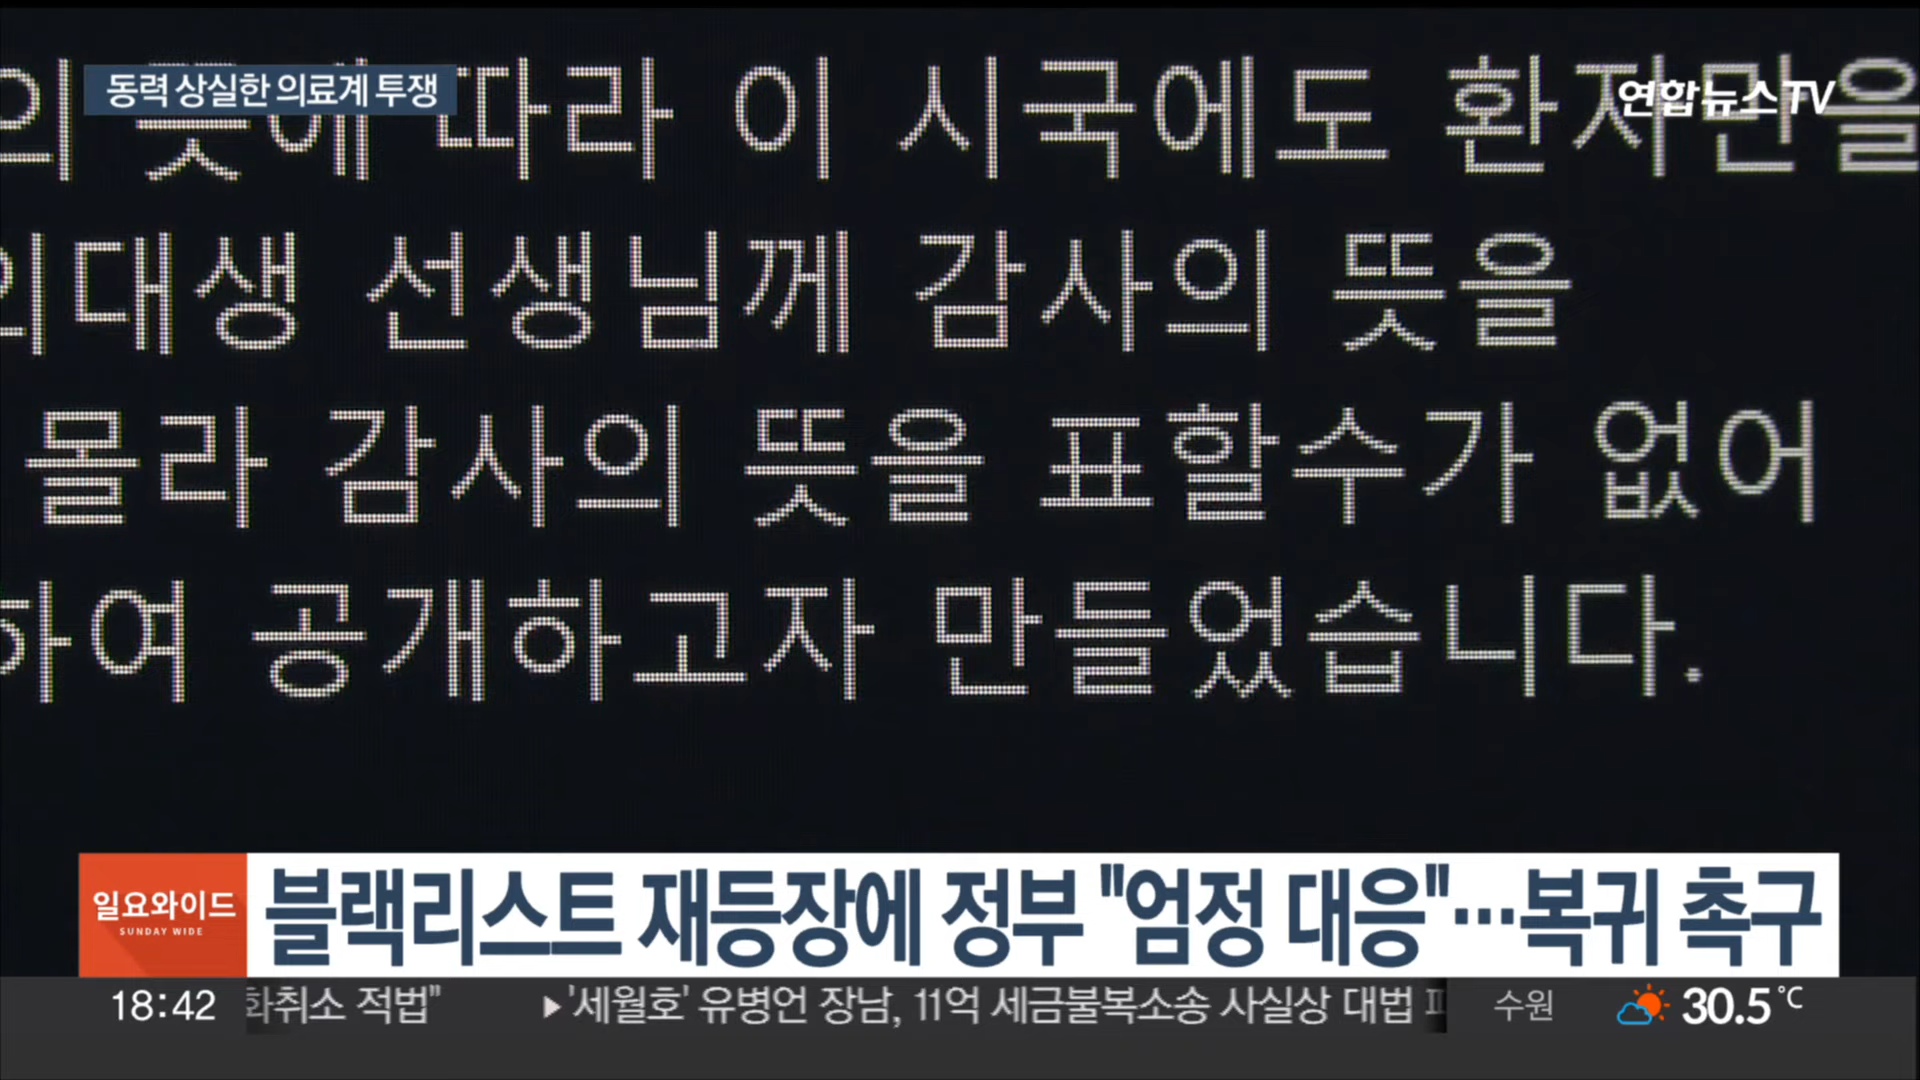 동력 상실한 의료계 투쟁
연합뉴스TV
의 뜻에 따라 이 시국에도 환자만을
의대생 선생님께 감사의 뜻을
몰라 감사의 뜻을 표할수가 없어
하여 공개하고자 만들었습니다.
일요와이드
SUNDAY WIDE
블랙리스트 재등장에 정부 "엄정 대응"…복귀 촉구
18:42 화취소 적법" ▶'세월호' 유병언 장남, 11억 세금불복소송 사실상 대법 수원 30.5℃